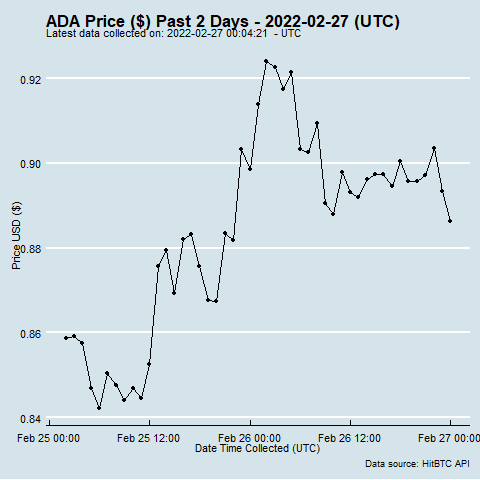 ADA Price ($) Past 2 Days - 2022-02-27 (UTC)
Latest data collected on: 2022-02-27 00:04:21  - UTC
0.92
0.90
0.88
0.86
0.84
Price USD ($)
Feb 25 00:00
Feb 25 12:00
Feb 26 00:00
Feb 26 12:00
Feb 27 00:00
Date Time Collected (UTC)
Data source: HitBTC API